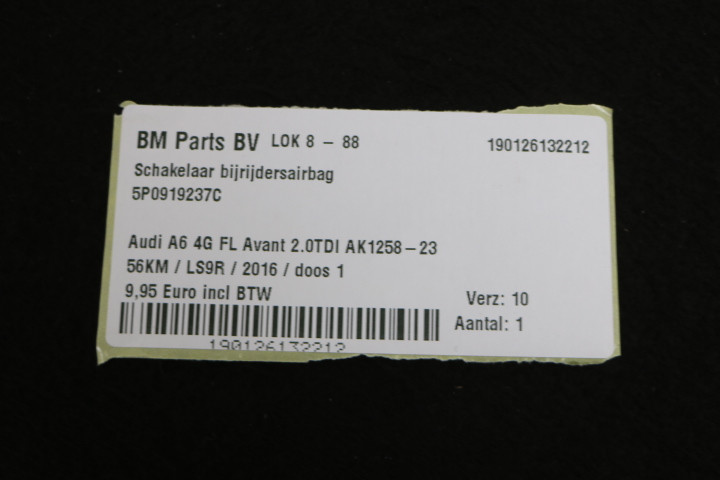 BM Parts BV LOK 8 - 88 190126132212
Schakelaar bijrijdersairbag
5P0919237C
Audi A6 4G FL Avant 2.0TDI AK1258-23
56KM / LS9R / 2016 / doos 1
9,95 Euro incl BTW Verz: 10
Aantal: 1
190126132212